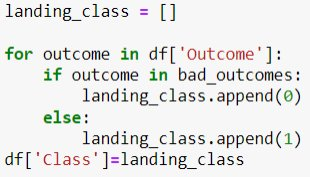 landing_class = []
for outcome in df['Outcome']:
    if outcome in bad_outcomes:
        landing_class.append(0)
    else:
        landing_class.append(1)
df['Class']=landing_class